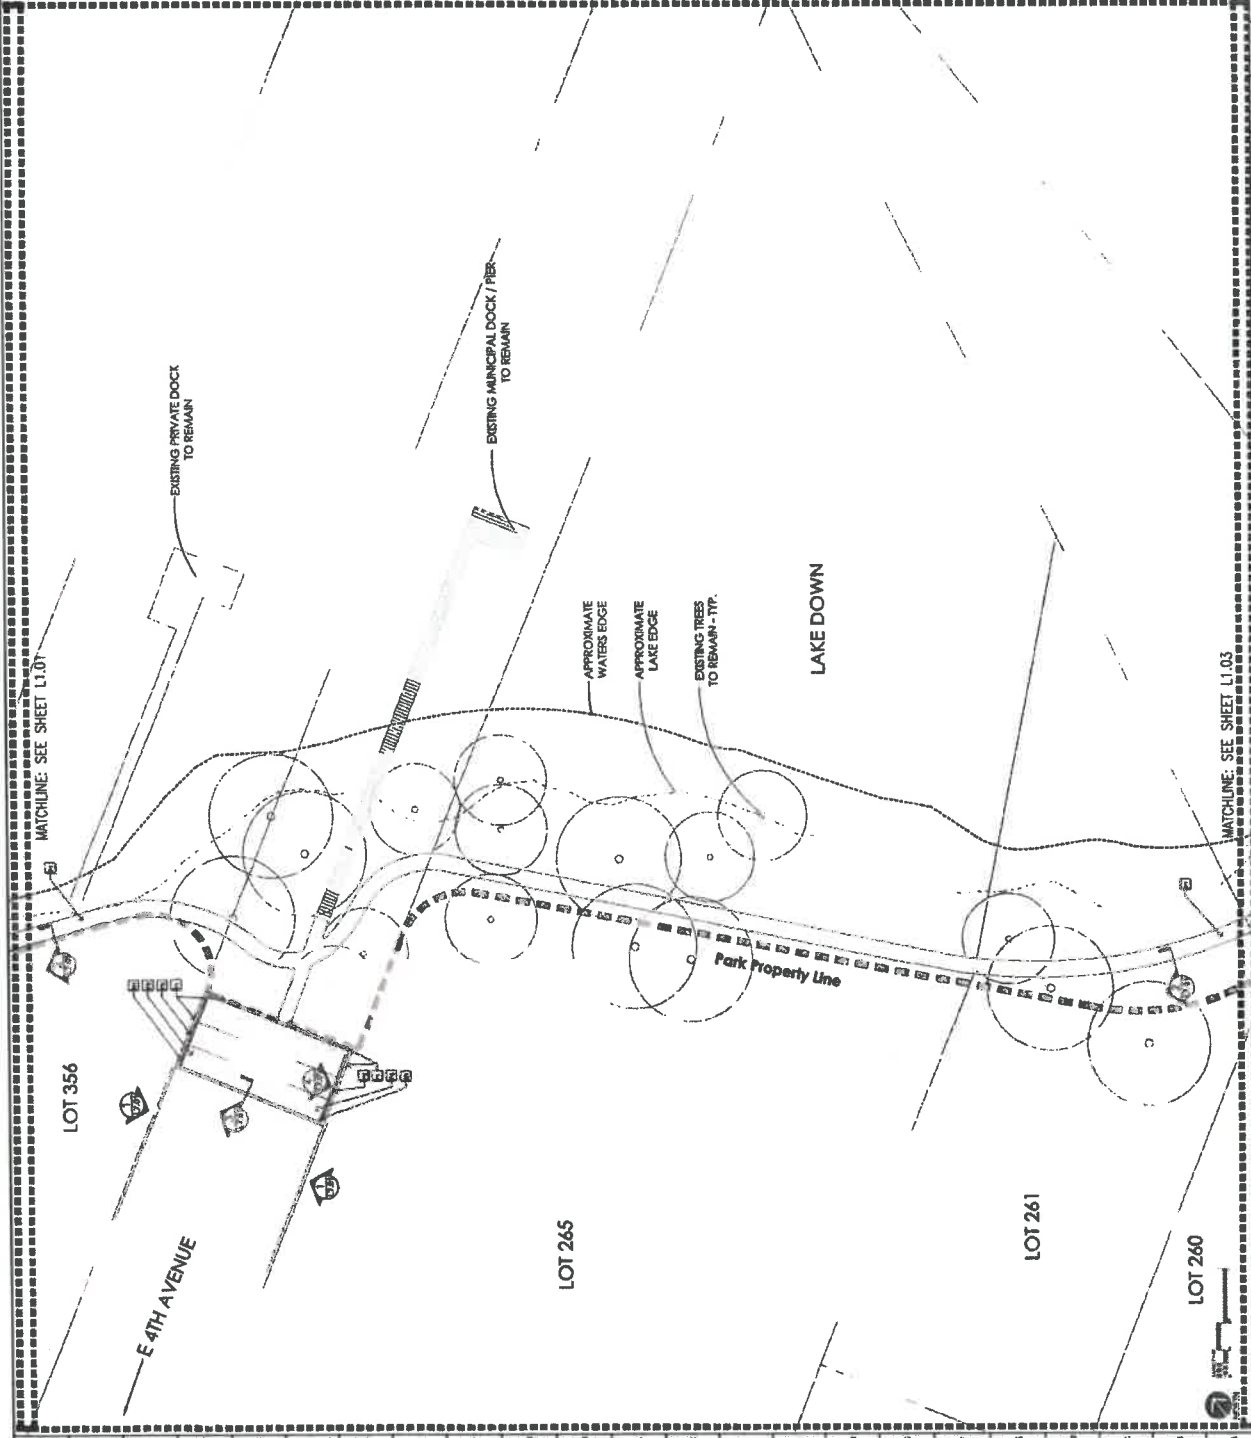 MATCHLINE: SEE SHEET L1.01
EXISTING PRIVATE DOCK
TO REMAIN
EXISTING MUNICIPAL DOCK / PIER
TO REMAIN
APPROXIMATE
WATERS EDGE
APPROXIMATE
LAKE EDGE
EXISTING TREES
TO REMAIN - TYP.
LAKE DOWN
MATCHLINE: SEE SHEET L1.03
Park Property Line
LOT 356
E 4TH AVENUE
LOT 265
LOT 261
LOT 260